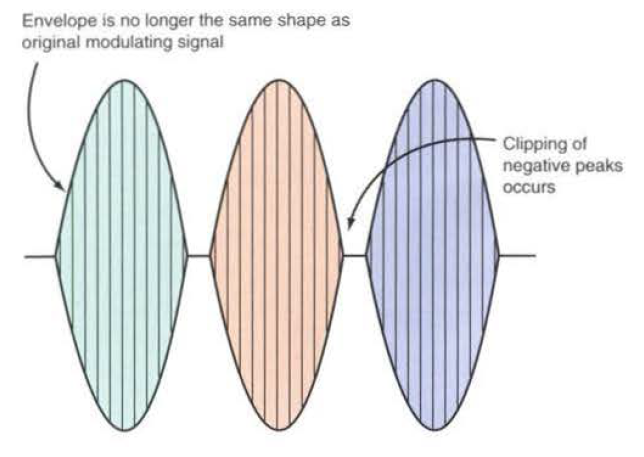 Envelope is no longer the same shape as
original modulating signal
Clipping of
negative peaks
occurs